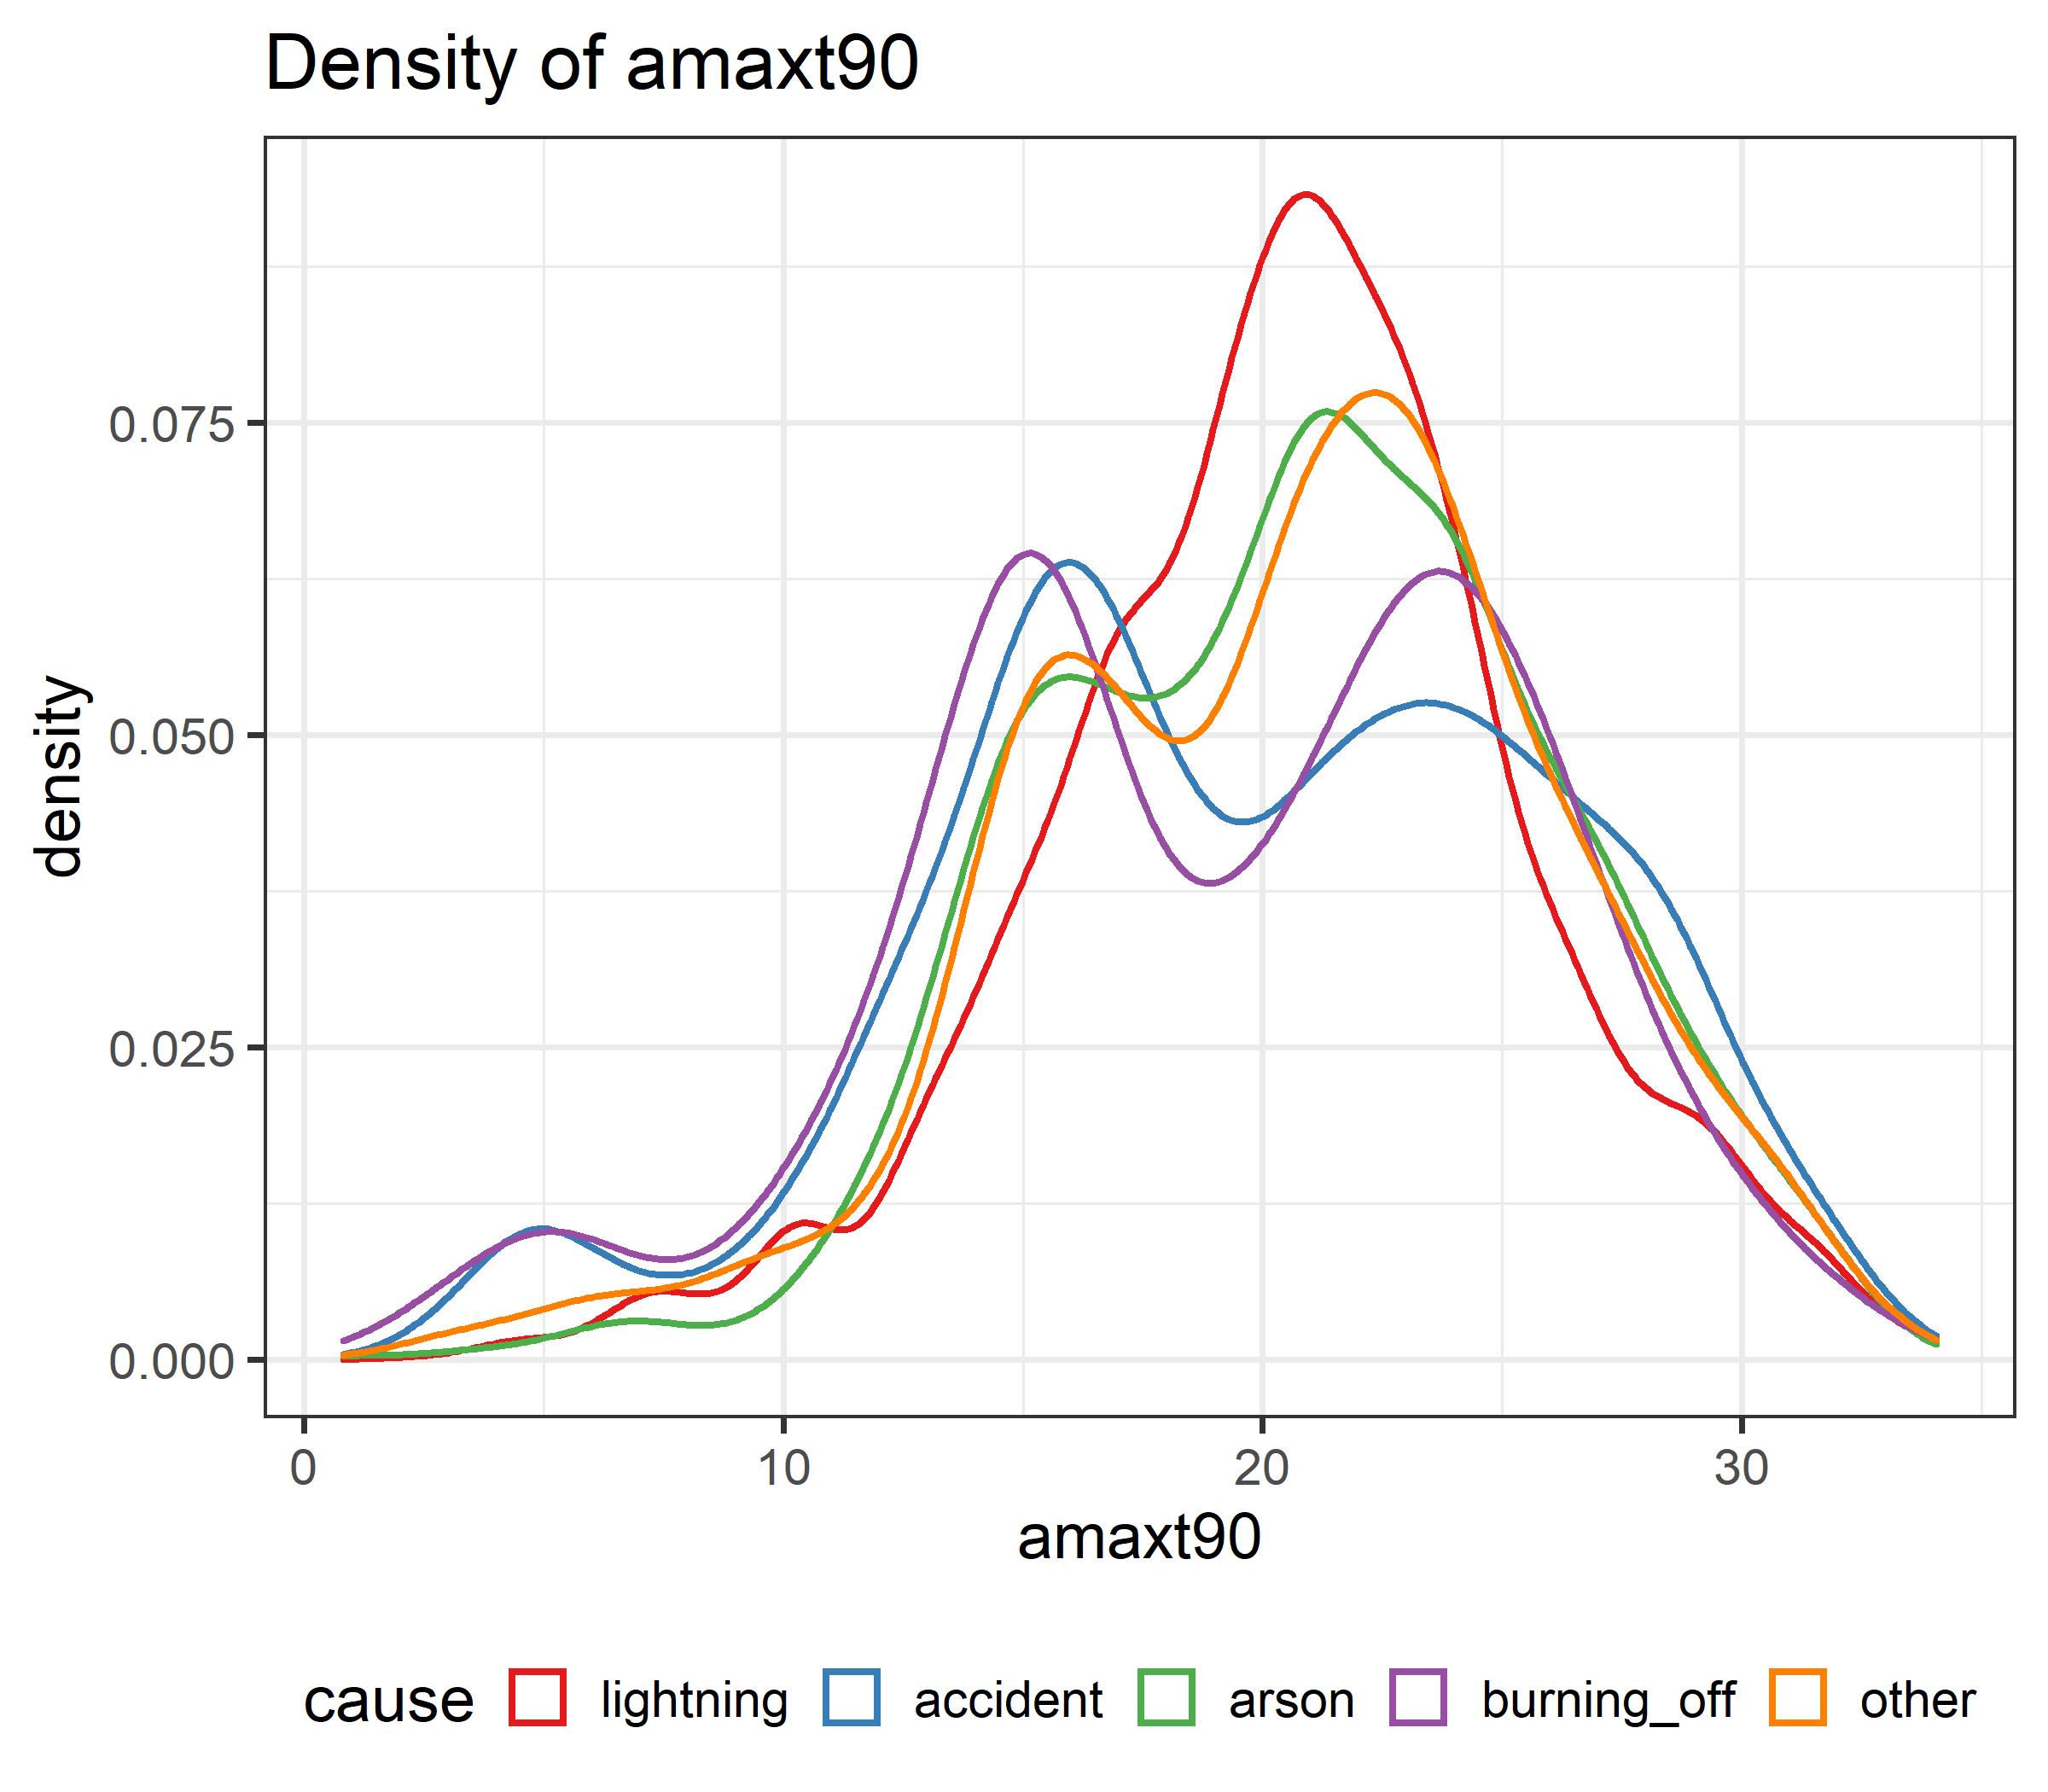 Density of amaxt90
density
0.075
0.050
0.025
0.000
0 10 20 30
amaxt90
cause lightning accident arson burning_off other